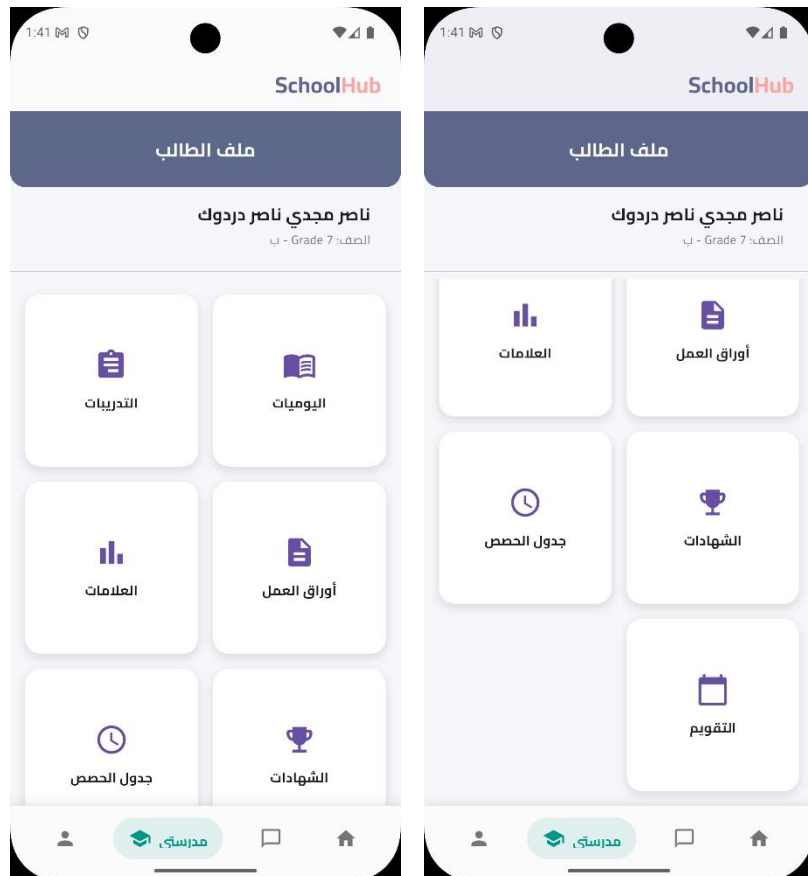 1:41
SchoolHub
ملف الطالب
ناصر مجدي ناصر دردوك
الصف: Grade 7 - ب
اليوميات
التدريبات
أوراق العمل
العلامات
الشهادات
جدول الحصص
مدرستي
1:41
SchoolHub
ملف الطالب
ناصر مجدي ناصر دردوك
الصف: Grade 7 - ب
أوراق العمل
العلامات
الشهادات
جدول الحصص
التقويم
مدرستي